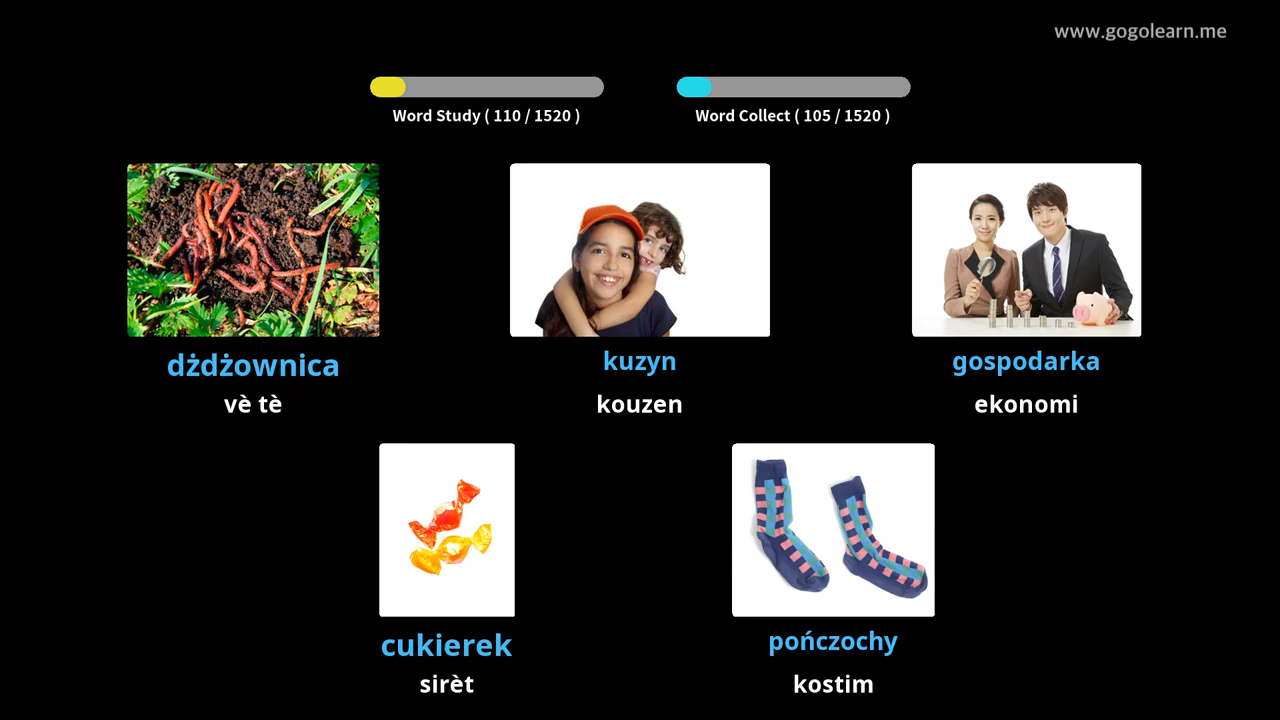 www.gogolearn.me
Word Study ( 110 / 1520 )
Word Collect ( 105 / 1520 )
dżdżownica
vè tè
kuzyn
kouzen
gospodarka
ekonomi
cukierek
sirèt
pończochy
kostim